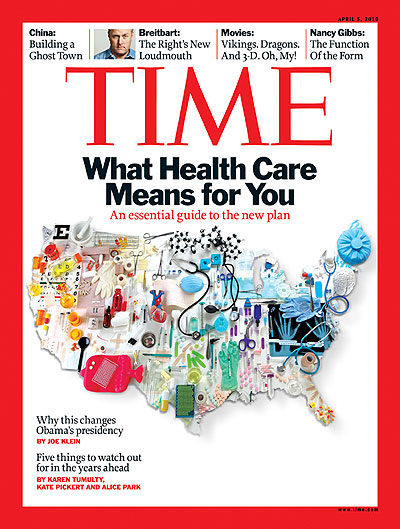 APRIL 5, 2010
China:
Building a
Ghost Town
Breitbart:
The Right's New
Loudmouth
Movies:
Vikings. Dragons.
And 3-D. Oh, My!
Nancy Gibbs:
The Function
Of the Form
TIME
What Health Care
Means for You
An essential guide to the new plan
E
Why this changes
Obama's presidency
BY JOE KLEIN
Five things to watch out
for in the years ahead
BY KAREN TUMULTY,
KATE PICKERT AND ALICE PARK
www.time.com